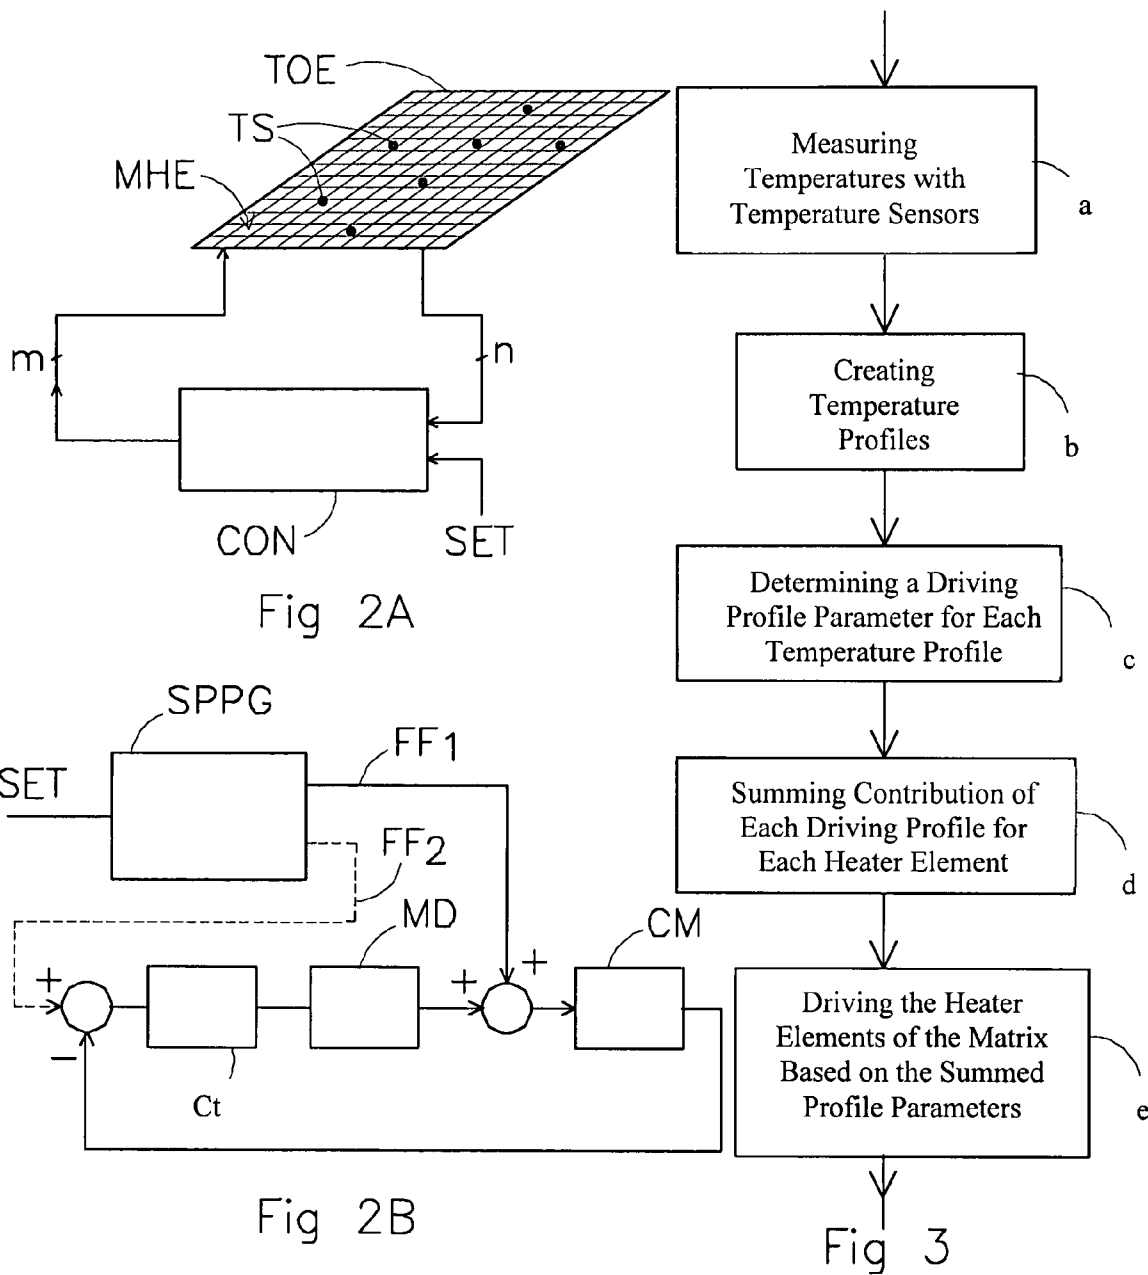 TOE
TS
MHE
m
n
CON
SET
Fig 2A
SPPG
SET
FF1
FF2
MD
CM
+
−
+
+
Ct
Fig 2B
Measuring
Temperatures with
Temperature Sensors
a
Creating
Temperature
Profiles
b
Determining a Driving
Profile Parameter for Each
Temperature Profile
c
Summing Contribution of
Each Driving Profile for
Each Heater Element
d
Driving the Heater
Elements of the Matrix
Based on the Summed
Profile Parameters
e
Fig 3